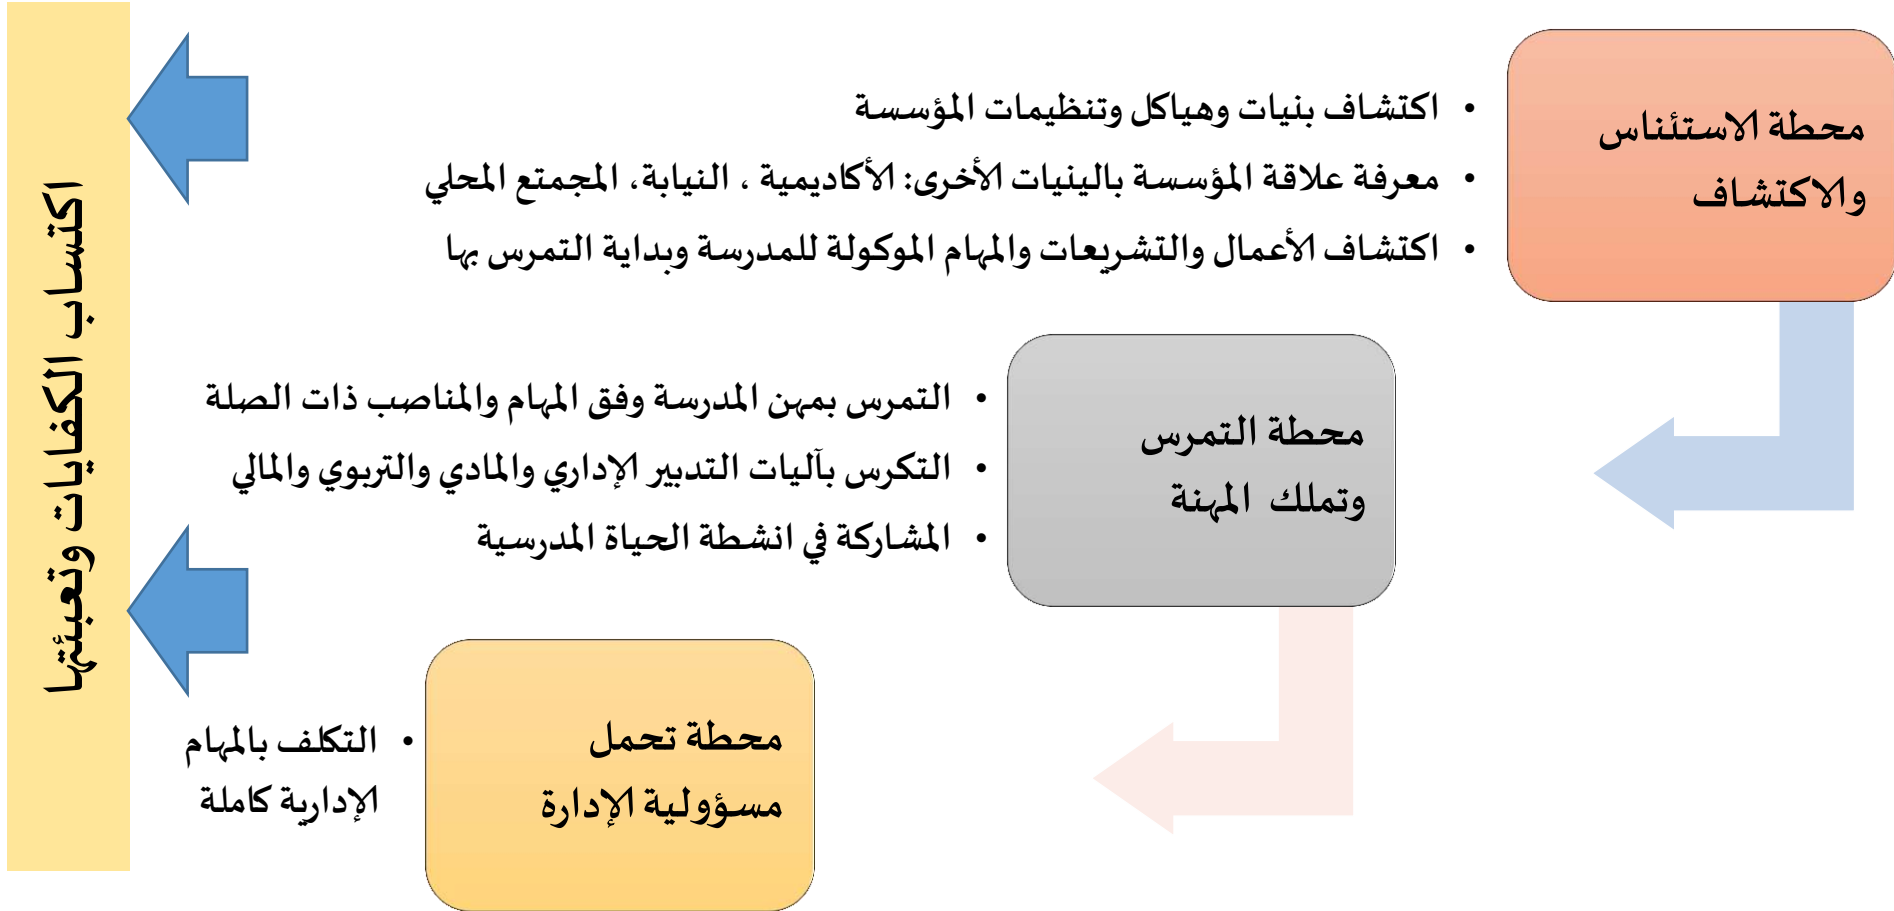 محطة الاستئناس
والاكتشاف
• اكتشاف بنيات وهياكل وتنظيمات المؤسسة
• معرفة علاقة المؤسسة بالينيات الأخرى: الأكاديمية ، النيابة، المجمتع المحلي
• اكتشاف الأعمال والتشريعات والمهام الموكولة للمدرسة وبداية التمرس بها
محطة التمرس
وتملك المهنة
• التمرس بمهن المدرسة وفق المهام والمناصب ذات الصلة
• التكرس بآليات التدبير الإداري والمادي والتربوي والمالي
• المشاركة في انشطة الحياة المدرسية
محطة تحمل
مسؤولية الإدارة
• التكلف بالمهام
الإدارية كاملة
اكتساب الكفايات وتعبئتها